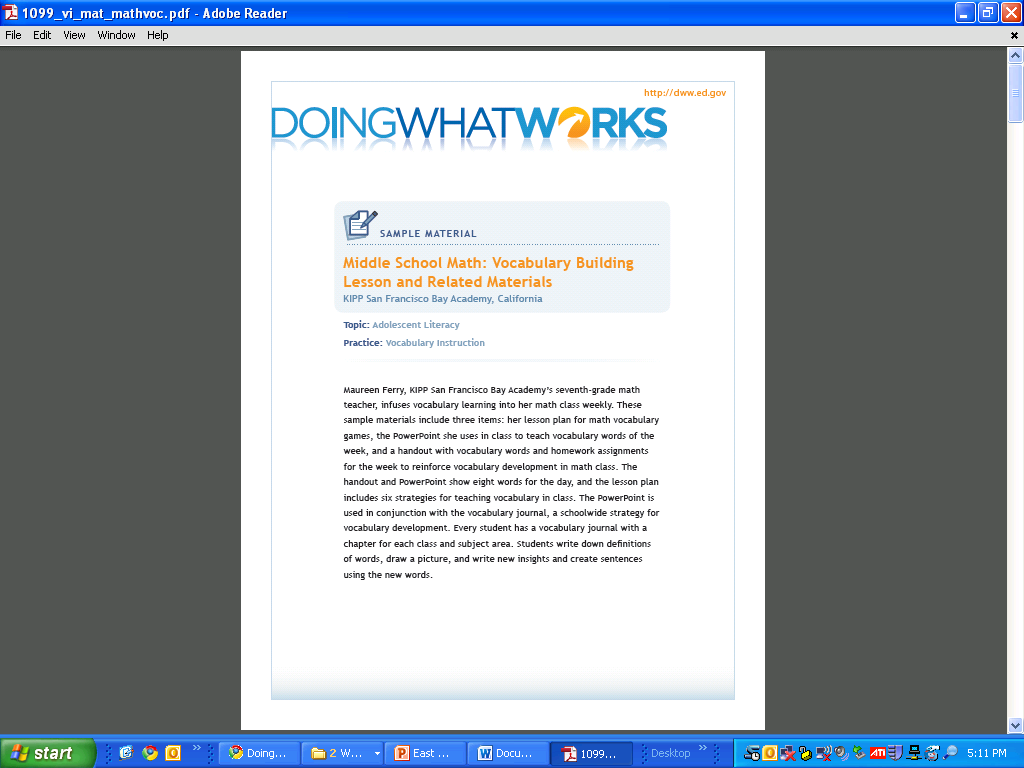 1099_vi_mat_mathvoc.pdf - Adobe Reader
File Edit View Window Help
http://dww.ed.gov
DOINGWHATWORKS
SAMPLE MATERIAL
Middle School Math: Vocabulary Building
Lesson and Related Materials
KIPP San Francisco Bay Academy, California
Topic: Adolescent Literacy
Practice: Vocabulary Instruction
Maureen Ferry, KIPP San Francisco Bay Academy's seventh-grade math
teacher, infuses vocabulary learning into her math class weekly. These
sample materials include three items: her lesson plan for math vocabulary
games, the PowerPoint she uses in class to teach vocabulary words of the
week, and a handout with vocabulary words and homework assignments
for the week to reinforce vocabulary development in math class. The
handout and PowerPoint show eight words for the day, and the lesson plan
includes six strategies for teaching vocabulary in class. The PowerPoint is
used in conjunction with the vocabulary journal, a schoolwide strategy for
vocabulary development. Every student has a vocabulary journal with a
chapter for each class and subject area. Students write down definitions
of words, draw a picture, and write new insights and create sentences
using the new words.
start Doing... 2 W... East ... Docu... 1099... Desktop ATI 5:11 PM